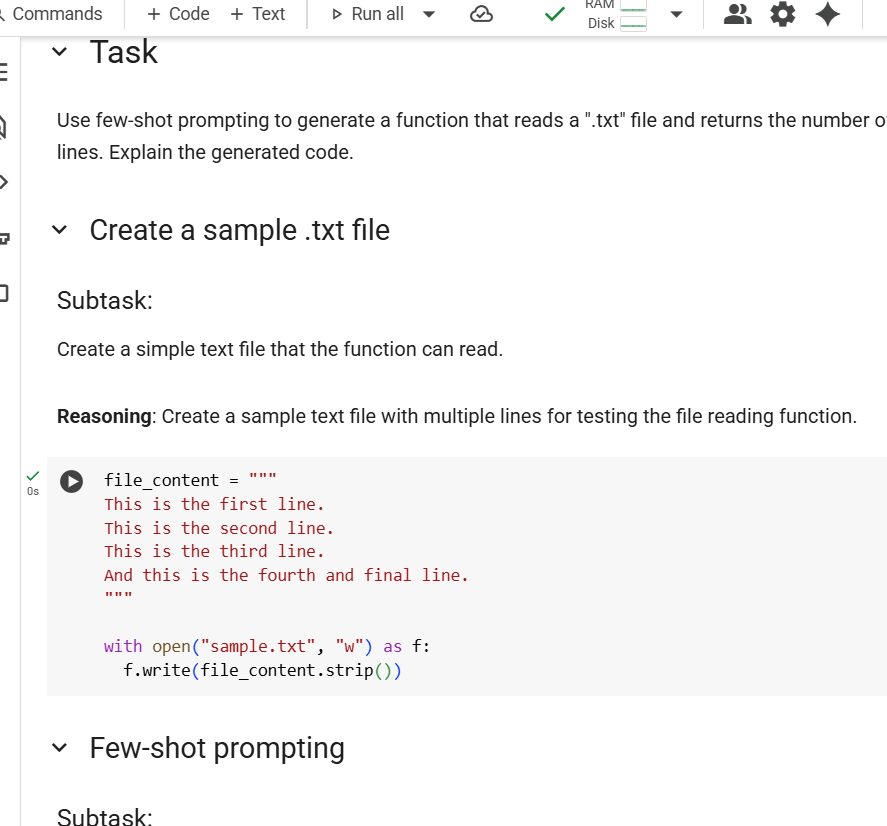 Commands + Code + Text Run all RAM
Disk
Task
Use few-shot prompting to generate a function that reads a ".txt" file and returns the number
lines. Explain the generated code.
Create a sample .txt file
Subtask:
Create a simple text file that the function can read.
Reasoning: Create a sample text file with multiple lines for testing the file reading function.
0s
file_content = """
This is the first line.
This is the second line.
This is the third line.
And this is the fourth and final line.
"""
with open("sample.txt", "w") as f:
  f.write(file_content.strip())
Few-shot prompting
Subtask: